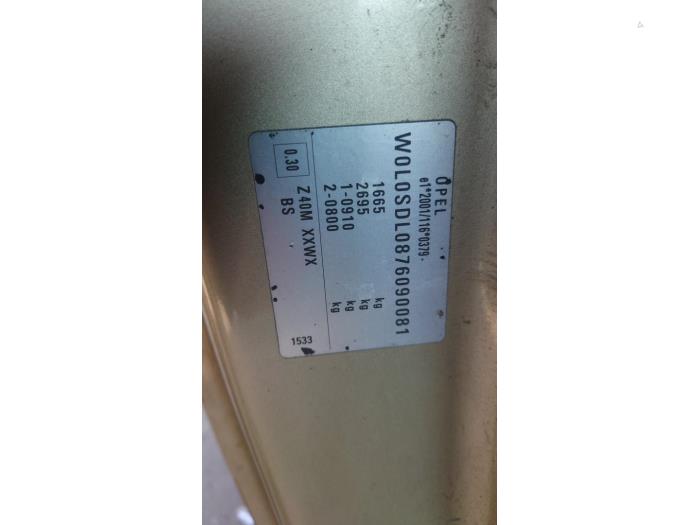 OPEL
e1*2001/116*0379-
W0L0SDL0876090081
1665 kg
2695 kg
1-0910 kg
2-0800 kg
0.30 Z40M XXWX
BS
1533